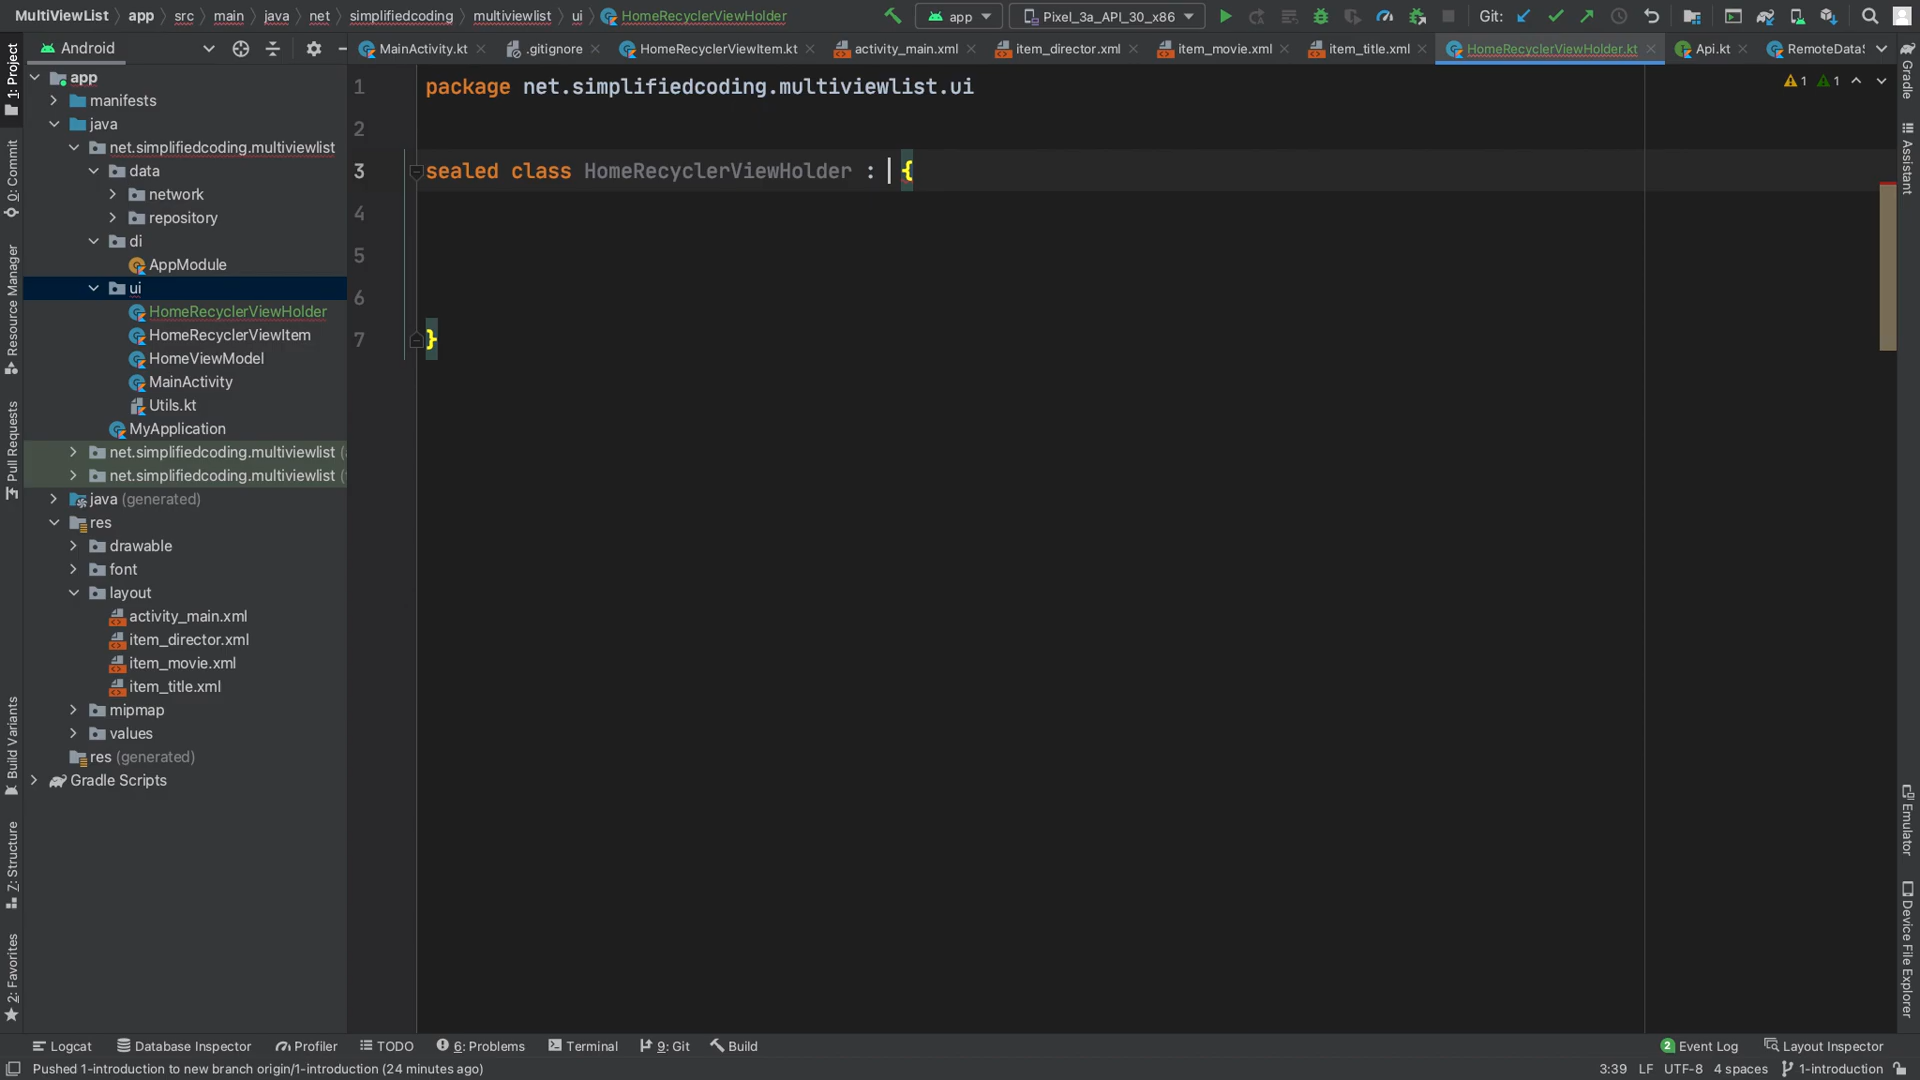 MultiViewList app src main java net simplifiedcoding multiviewlist ui HomeRecyclerViewHolder app Pixel_3a_API_30_x86 Git:
Android
MainActivity.kt .gitignore HomeRecyclerViewItem.kt activity_main.xml item_director.xml item_movie.xml item_title.xml HomeRecyclerViewHolder.kt Api.kt RemoteDataS
1 package net.simplifiedcoding.multiviewlist.ui
2
3 sealed class HomeRecyclerViewHolder : {
4
5
6
7 }
1 1
app
manifests
java
net.simplifiedcoding.multiviewlist
data
network
repository
di
AppModule
ui
HomeRecyclerViewHolder
HomeRecyclerViewItem
HomeViewModel
MainActivity
Utils.kt
MyApplication
net.simplifiedcoding.multiviewlist (a
net.simplifiedcoding.multiviewlist (t
java (generated)
res
drawable
font
layout
activity_main.xml
item_director.xml
item_movie.xml
item_title.xml
mipmap
values
res (generated)
Gradle Scripts
1: Project
0: Commit
Resource Manager
Pull Requests
Build Variants
7: Structure
2: Favorites
Gradle
Assistant
Emulator
Device File Explorer
Logcat Database Inspector Profiler TODO 6: Problems Terminal 9: Git Build 2 Event Log Layout Inspector
Pushed 1-introduction to new branch origin/1-introduction (24 minutes ago) 3:39 LF UTF-8 4 spaces 1-introduction